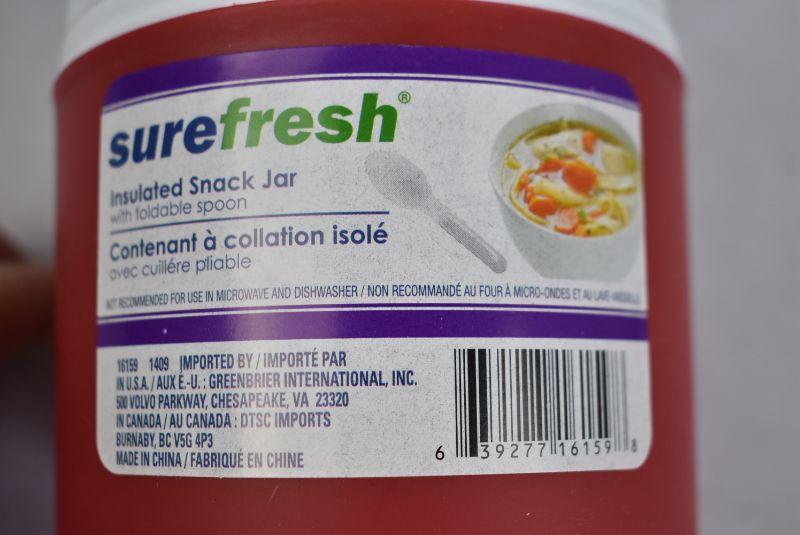 surefresh®
Insulated Snack Jar
with foldable spoon
Contenant à collation isolé
avec cuillére pliable
NOT RECOMMENDED FOR USE IN MICROWAVE AND DISHWASHER / NON RECOMMANDÉ AU FOUR À MICRO-ONDES ET AU LAVE-VAISSELLE
16159 1409 IMPORTED BY / IMPORTÉ PAR
IN U.S.A. / AUX É.-U. : GREENBRIER INTERNATIONAL, INC.
500 VOLVO PARKWAY, CHESAPEAKE, VA 23320
IN CANADA / AU CANADA : DTSC IMPORTS
BURNABY, BC V5G 4P3
MADE IN CHINA / FABRIQUÉ EN CHINE
6 39277 16159 8